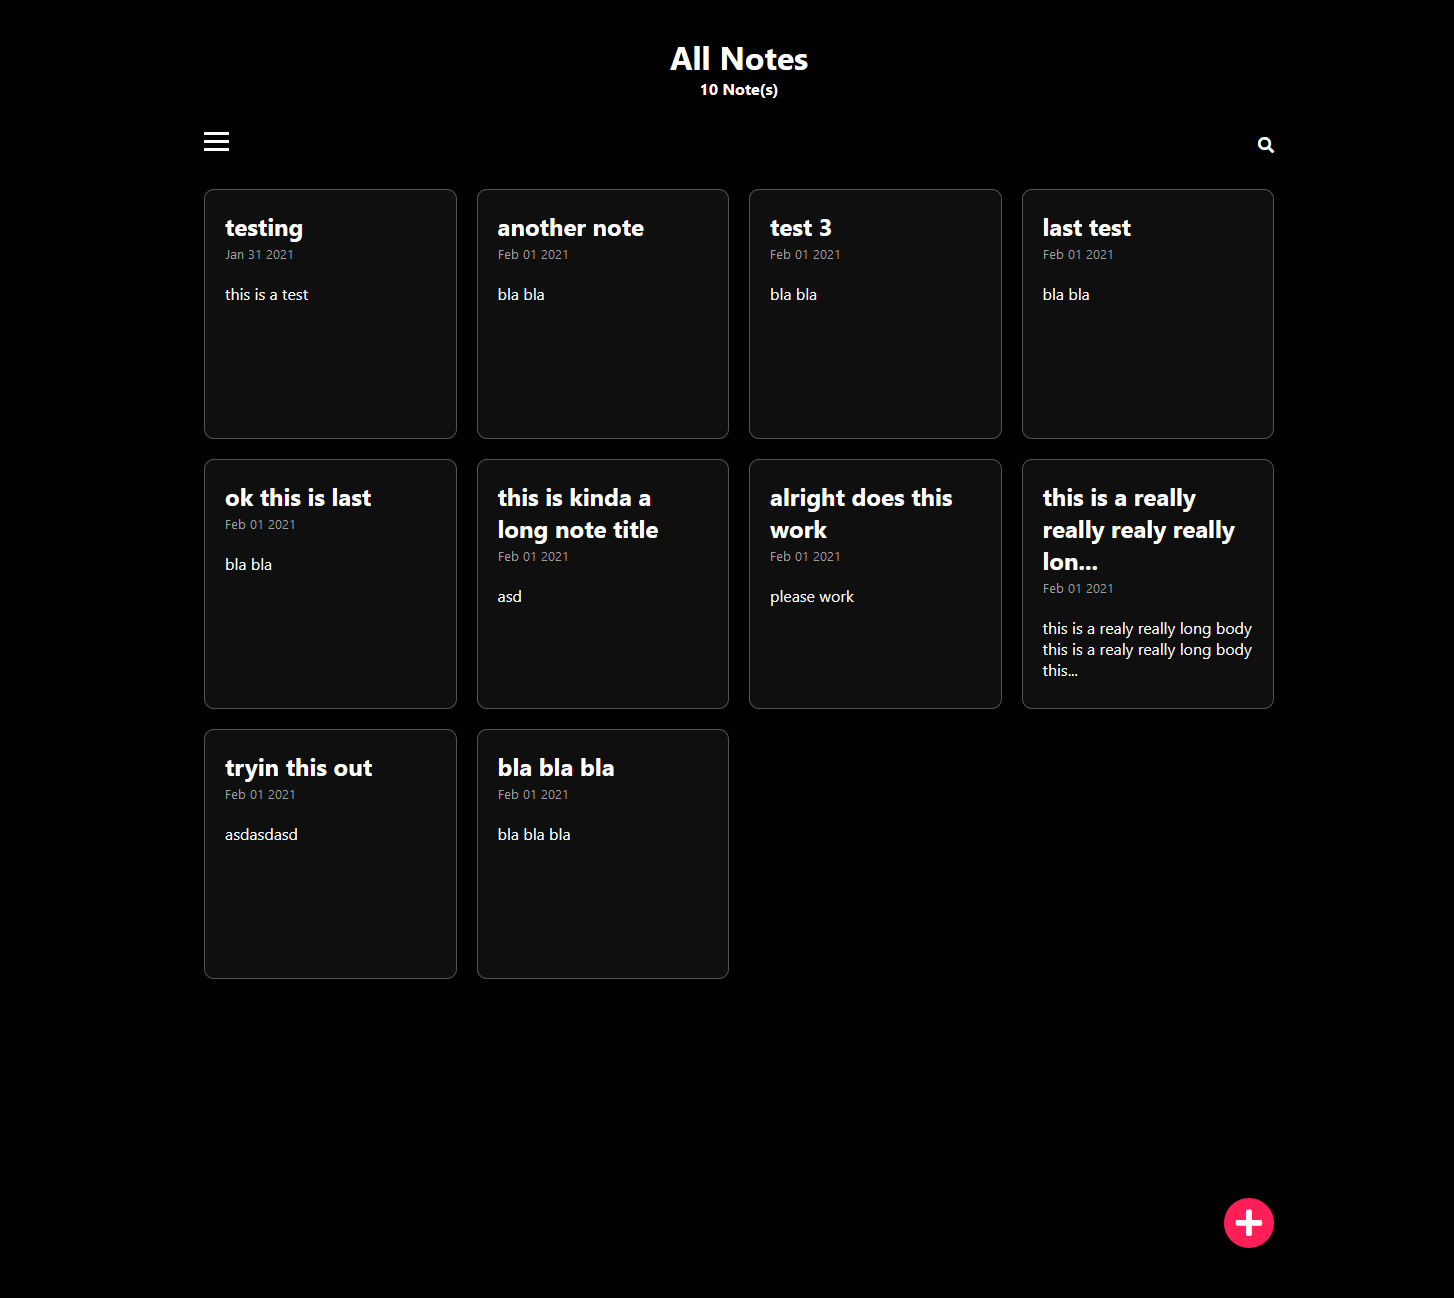 All Notes
10 Note(s)
testing
Jan 31 2021
this is a test
another note
Feb 01 2021
bla bla
test 3
Feb 01 2021
bla bla
last test
Feb 01 2021
bla bla
ok this is last
Feb 01 2021
bla bla
this is kinda a
long note title
Feb 01 2021
asd
alright does this
work
Feb 01 2021
please work
this is a really
really realy really
lon...
Feb 01 2021
this is a realy really long body
this is a realy really long body
this...
tryin this out
Feb 01 2021
asdasdasd
bla bla bla
Feb 01 2021
bla bla bla